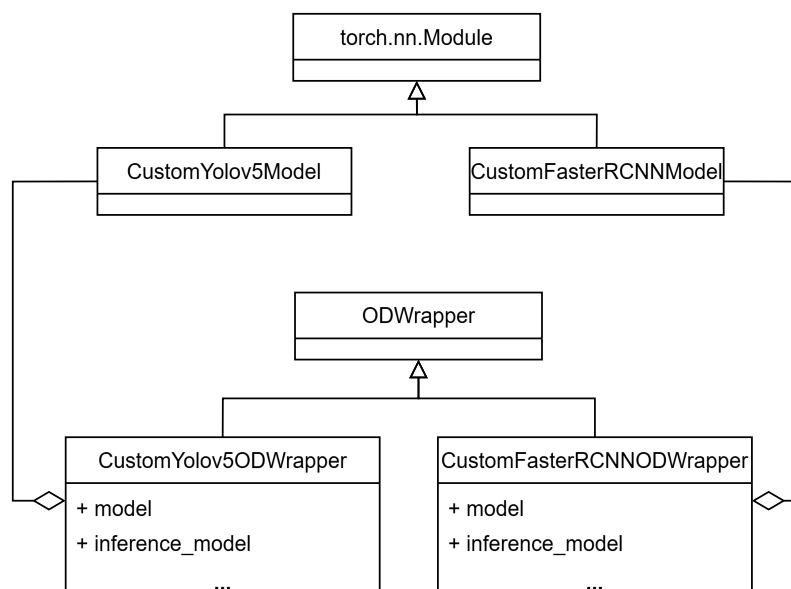 torch.nn.Module
CustomYolov5Model
CustomFasterRCNNModel
ODWrapper
CustomYolov5ODWrapper
+ model
+ inference_model
...
CustomFasterRCNNODWrapper
+ model
+ inference_model
...